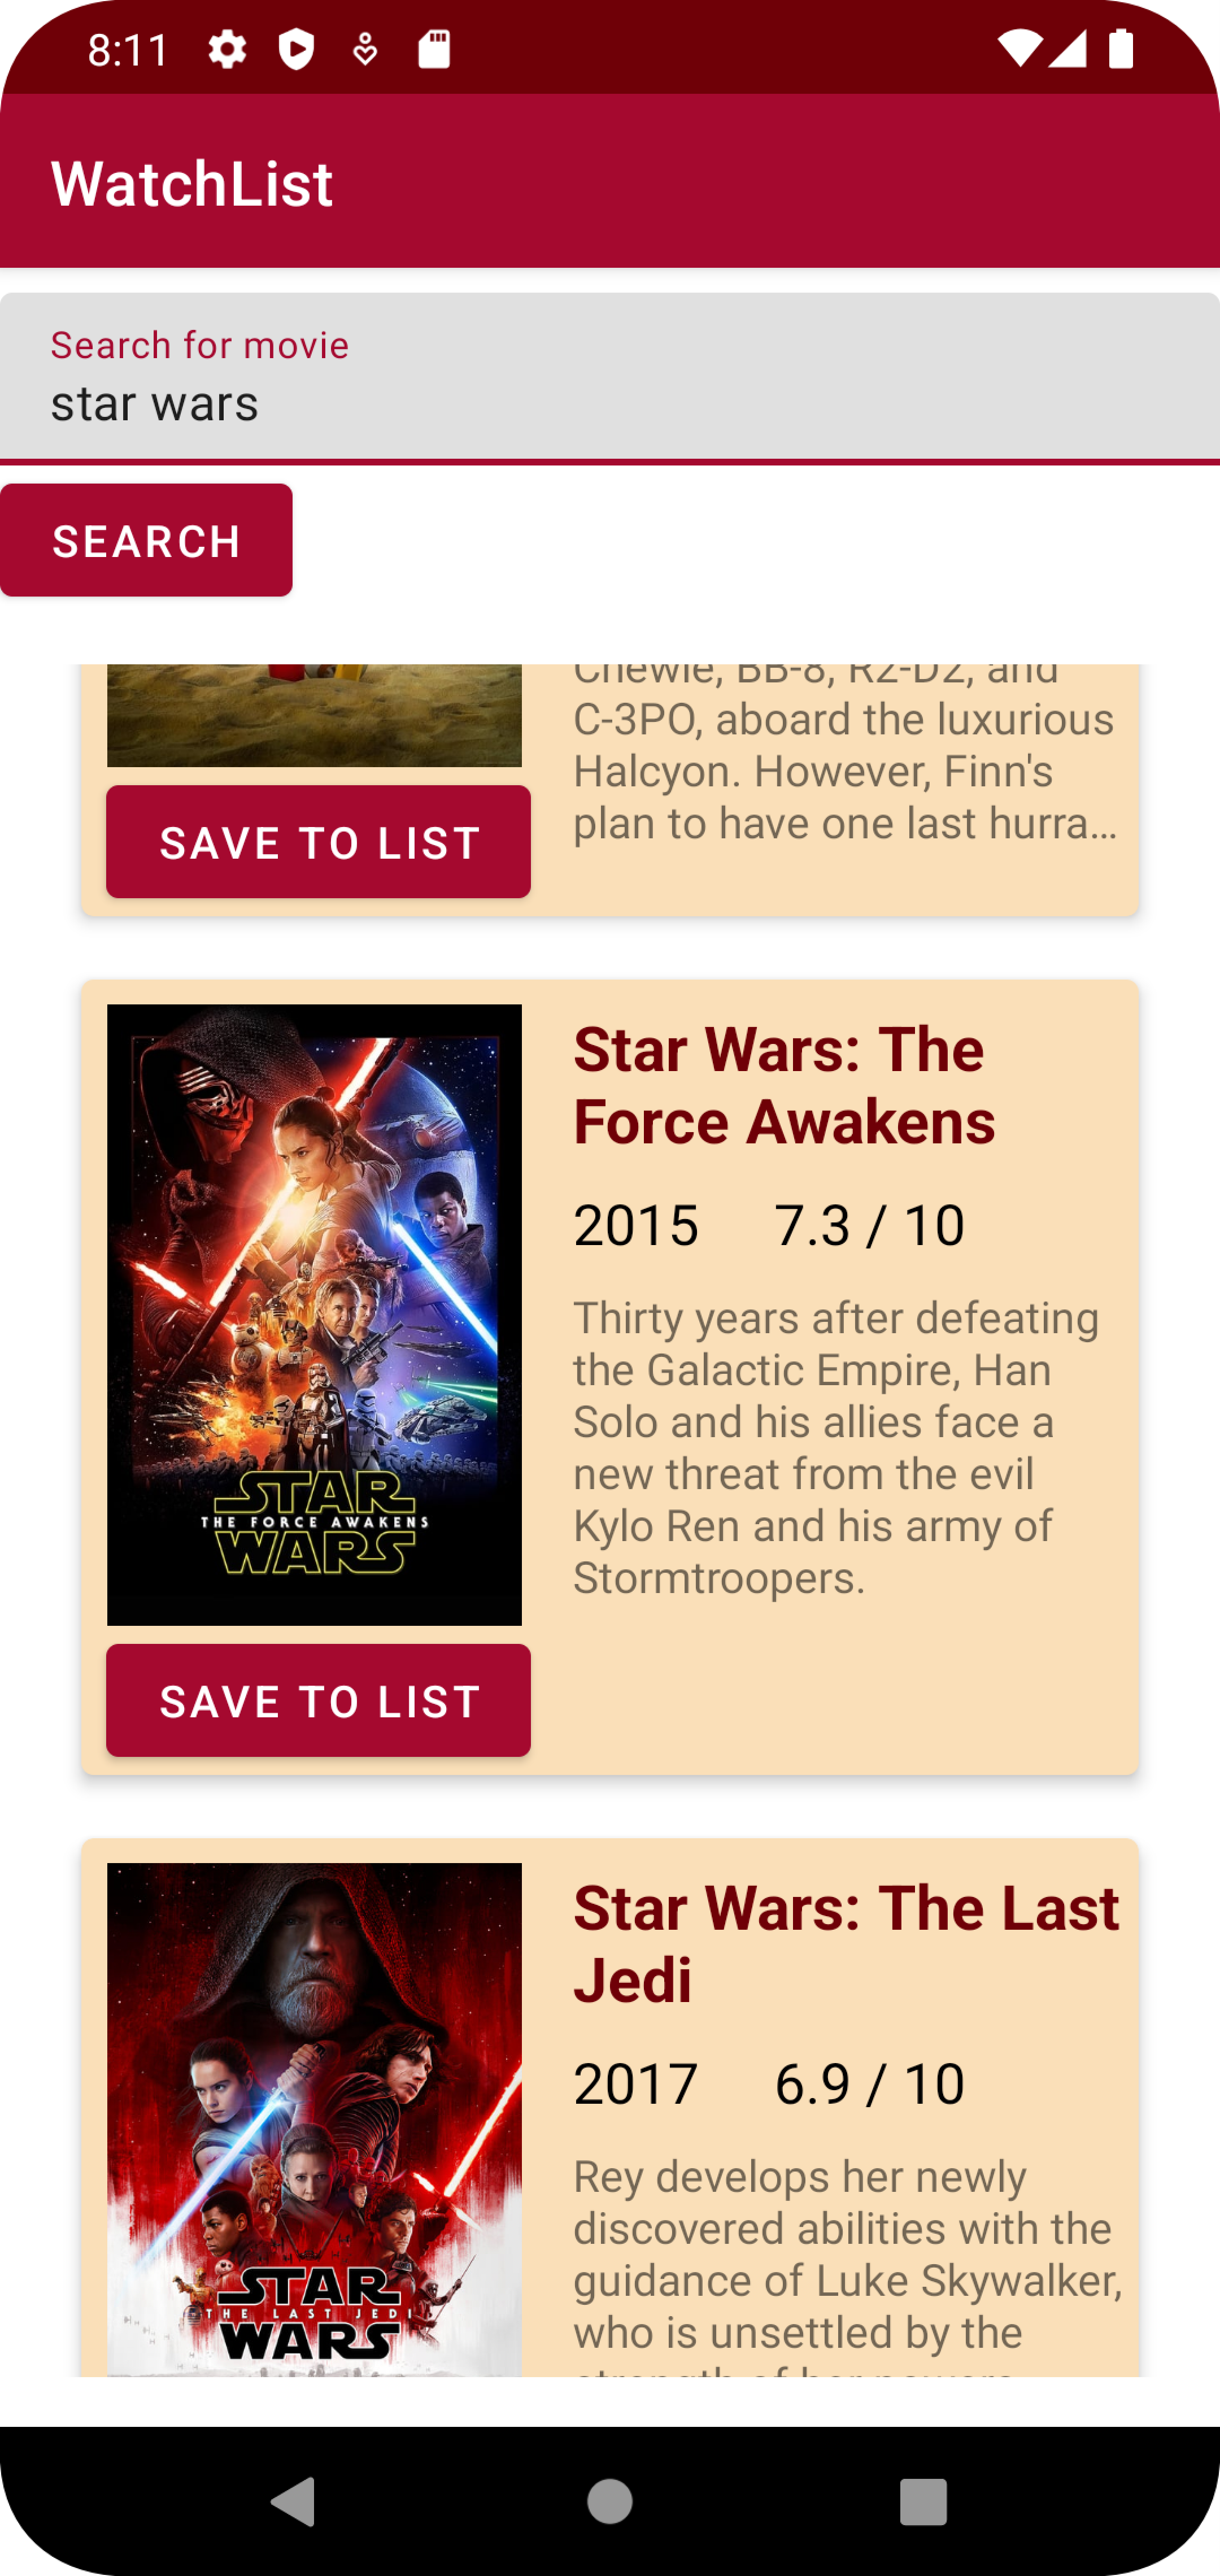 8:11
WatchList
Search for movie
star wars
SEARCH
Chewie, BB-8, R2-D2, and
C-3PO, aboard the luxurious
Halcyon. However, Finn's
plan to have one last hurra…
SAVE TO LIST
Star Wars: The
Force Awakens
2015 7.3 / 10
Thirty years after defeating
the Galactic Empire, Han
Solo and his allies face a
new threat from the evil
Kylo Ren and his army of
Stormtroopers.
STAR
THE FORCE AWAKENS
WARS
SAVE TO LIST
Star Wars: The Last
Jedi
2017 6.9 / 10
Rey develops her newly
discovered abilities with the
guidance of Luke Skywalker,
who is unsettled by the
STAR
THE LAST JEDI
WARS